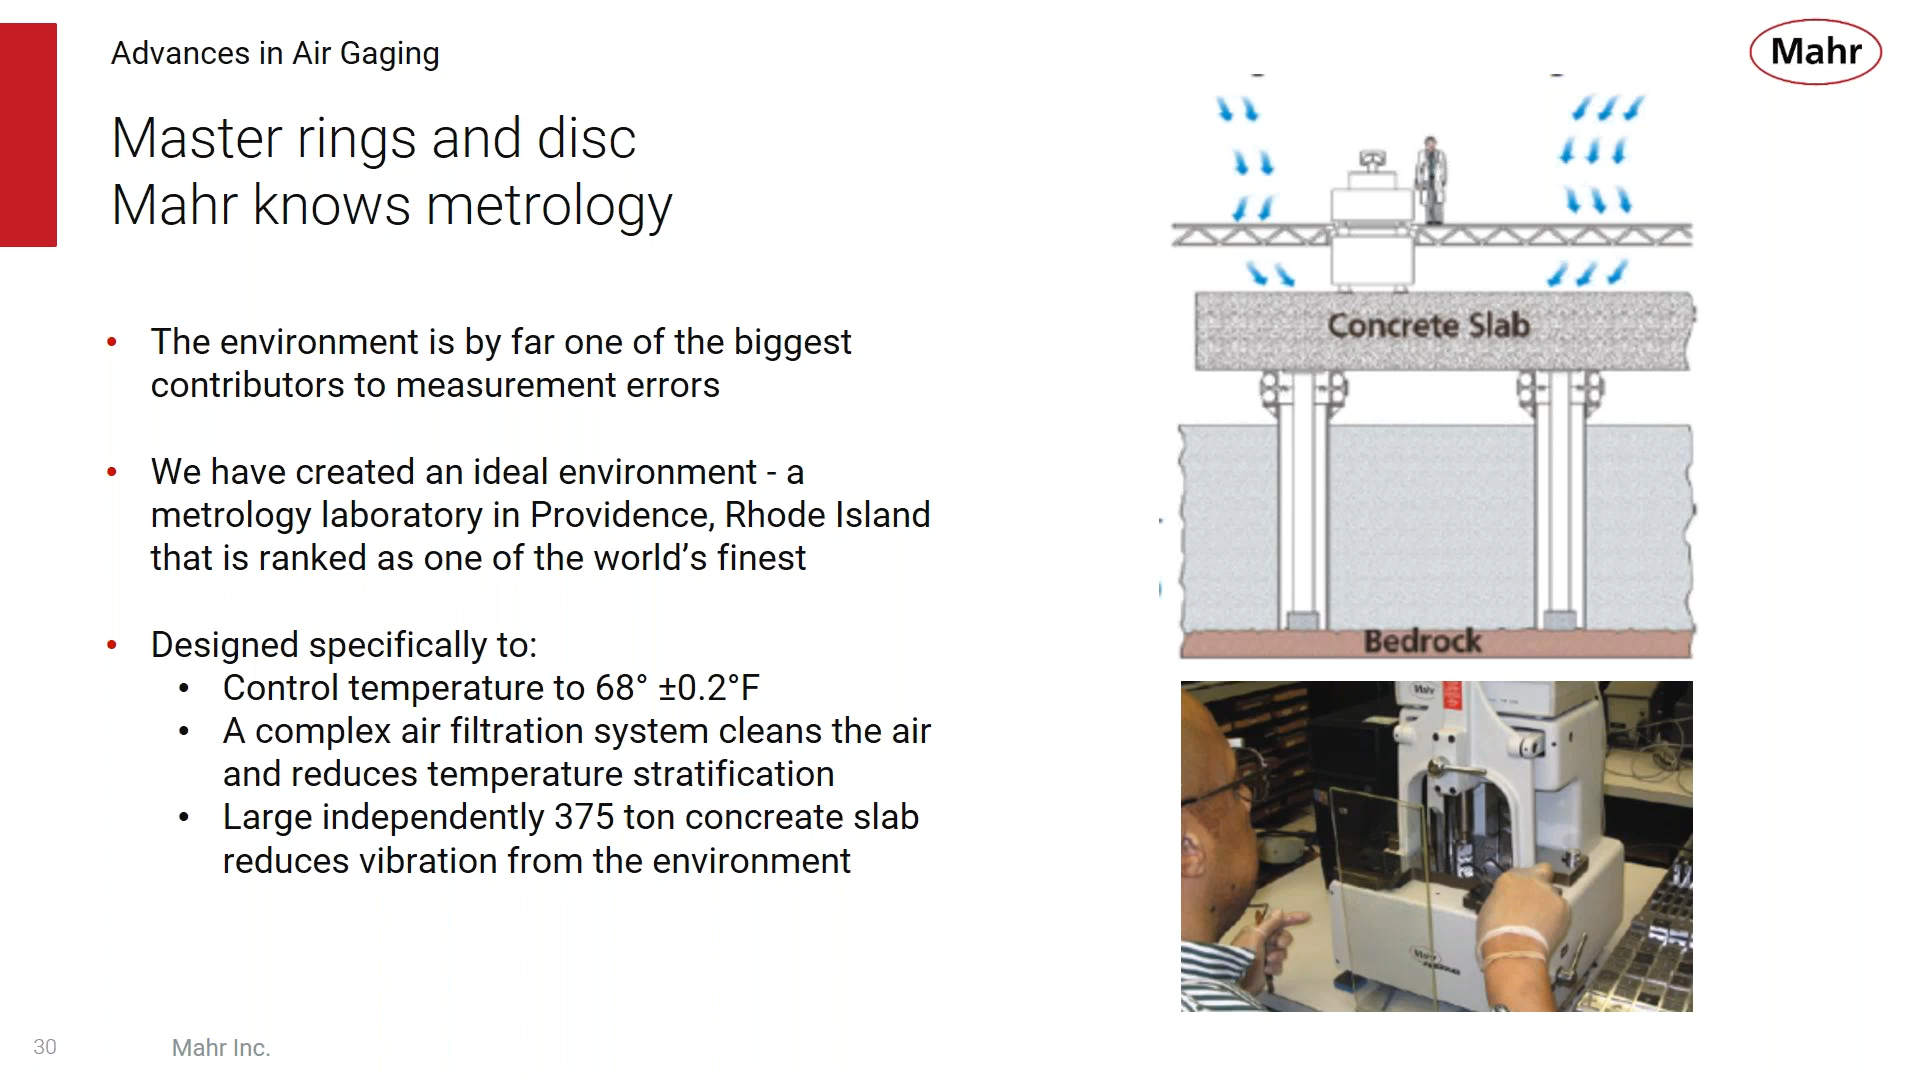 Advances in Air Gaging
Mahr
Master rings and disc
Mahr knows metrology
• The environment is by far one of the biggest
contributors to measurement errors
• We have created an ideal environment - a
metrology laboratory in Providence, Rhode Island
that is ranked as one of the world’s finest
• Designed specifically to:
• Control temperature to 68° ±0.2°F
• A complex air filtration system cleans the air
and reduces temperature stratification
• Large independently 375 ton concreate slab
reduces vibration from the environment
Concrete Slab
Bedrock
Mahr
Mahr
30
Mahr Inc.